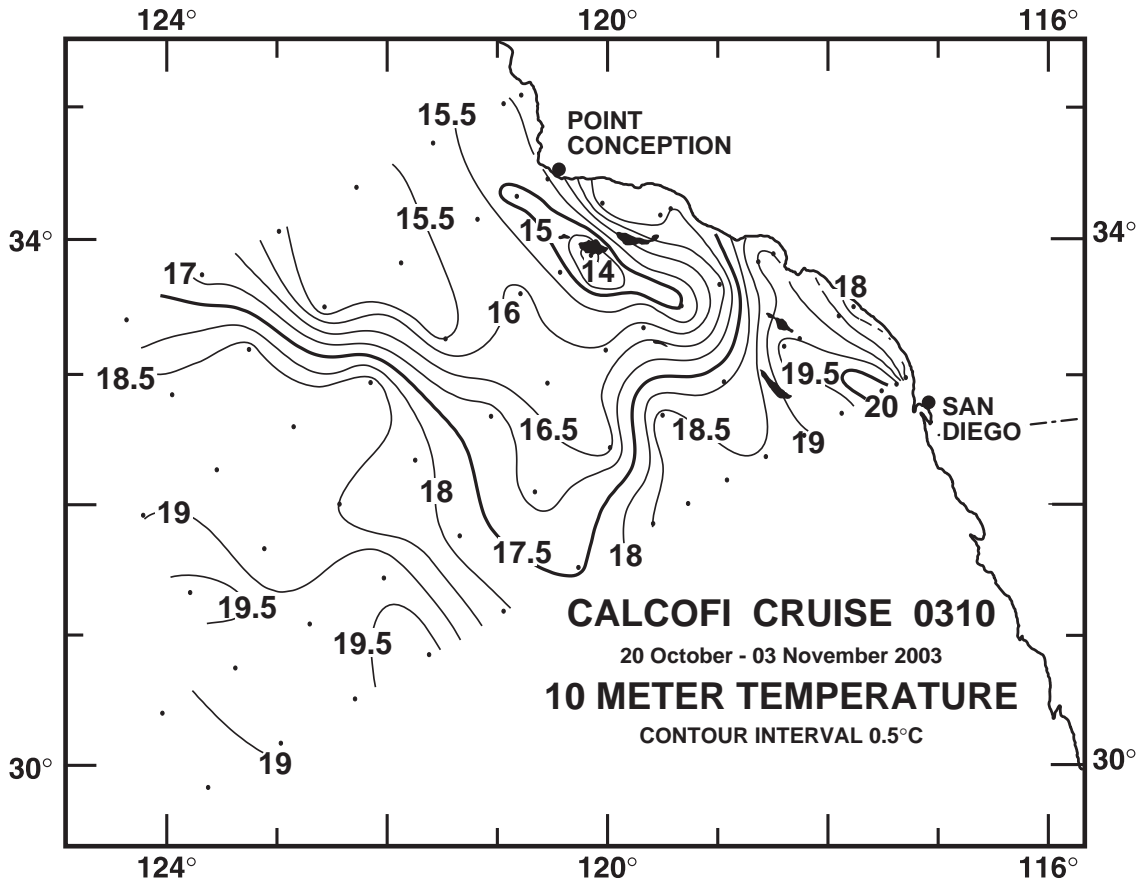 124° 120° 116°
15.5
POINT
CONCEPTION
15.5
15
34° 34°
14
17
18
16
18.5
19.5
20
SAN
DIEGO
16.5
18.5
19
18
19
17.5
18
19.5
CALCOFI CRUISE 0310
19.5
20 October - 03 November 2003
10 METER TEMPERATURE
CONTOUR INTERVAL 0.5°C
19
30° 30°
124° 120° 116°